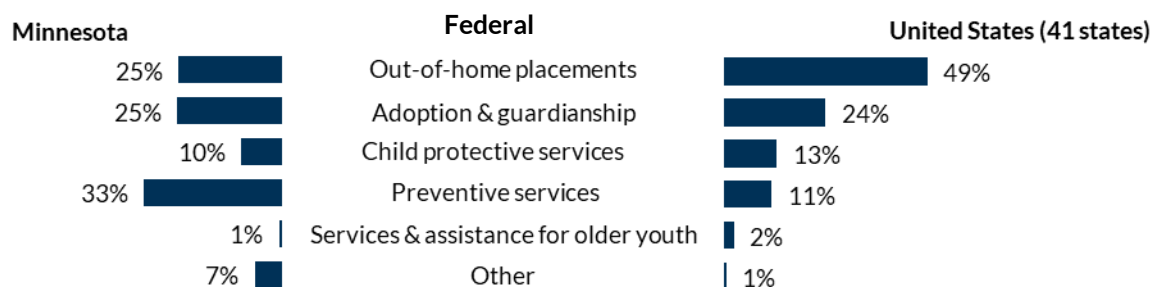 Minnesota Federal United States (41 states)
25% Out-of-home placements 49%
25% Adoption & guardianship 24%
10% Child protective services 13%
33% Preventive services 11%
1% Services & assistance for older youth 2%
7% Other 1%